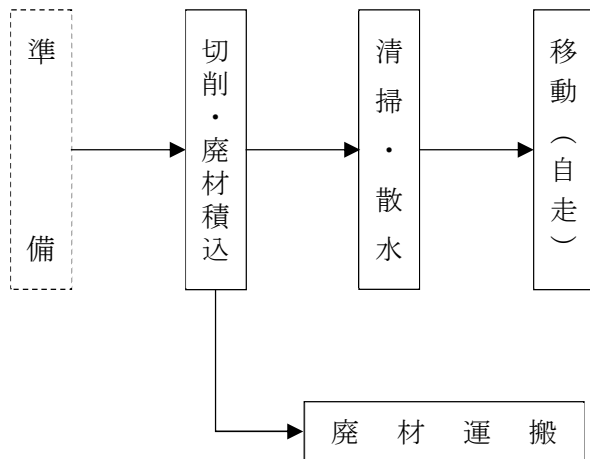 準備
切削・廃材積込
清掃・散水
移動（自走）
廃材運搬